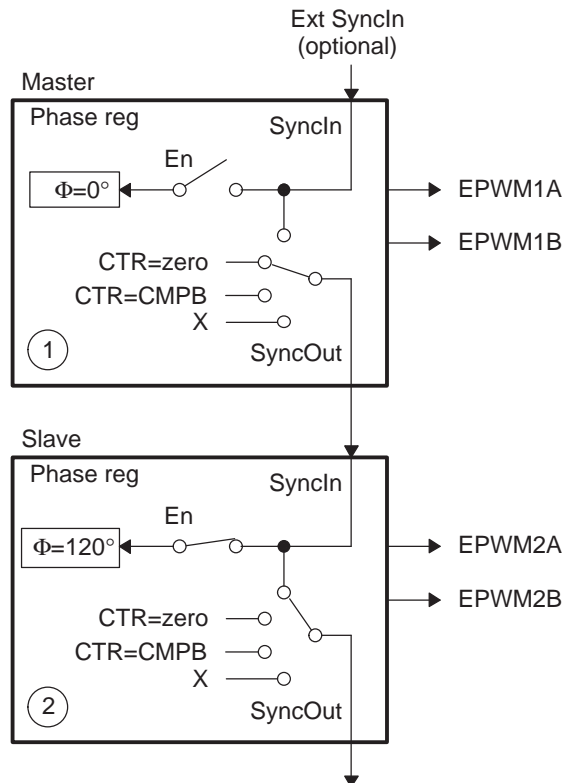 Ext SyncIn
(optional)
Master
Phase reg
SyncIn
En
Φ=0°
EPWM1A
EPWM1B
CTR=zero
CTR=CMPB
X
1
SyncOut
Slave
Phase reg
SyncIn
En
Φ=120°
EPWM2A
EPWM2B
CTR=zero
CTR=CMPB
X
2
SyncOut